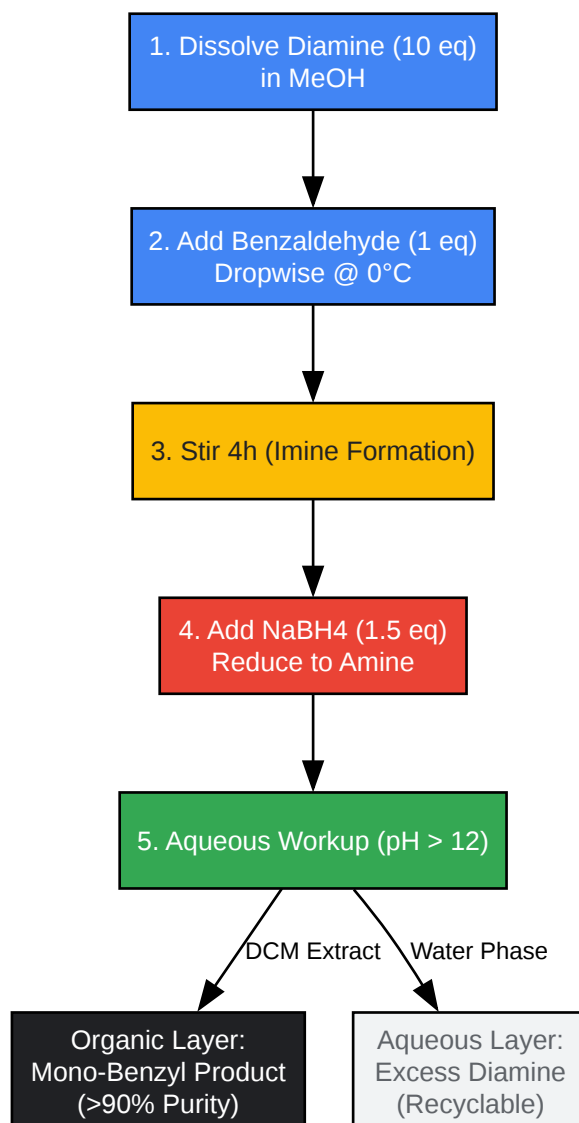 1. Dissolve Diamine (10 eq)
in MeOH
2. Add Benzaldehyde (1 eq)
Dropwise @ 0°C
3. Stir 4h (Imine Formation)
4. Add NaBH4 (1.5 eq)
Reduce to Amine
5. Aqueous Workup (pH > 12)
DCM Extract
Water Phase
Organic Layer:
Mono-Benzyl Product
(>90% Purity)
Aqueous Layer:
Excess Diamine
(Recyclable)